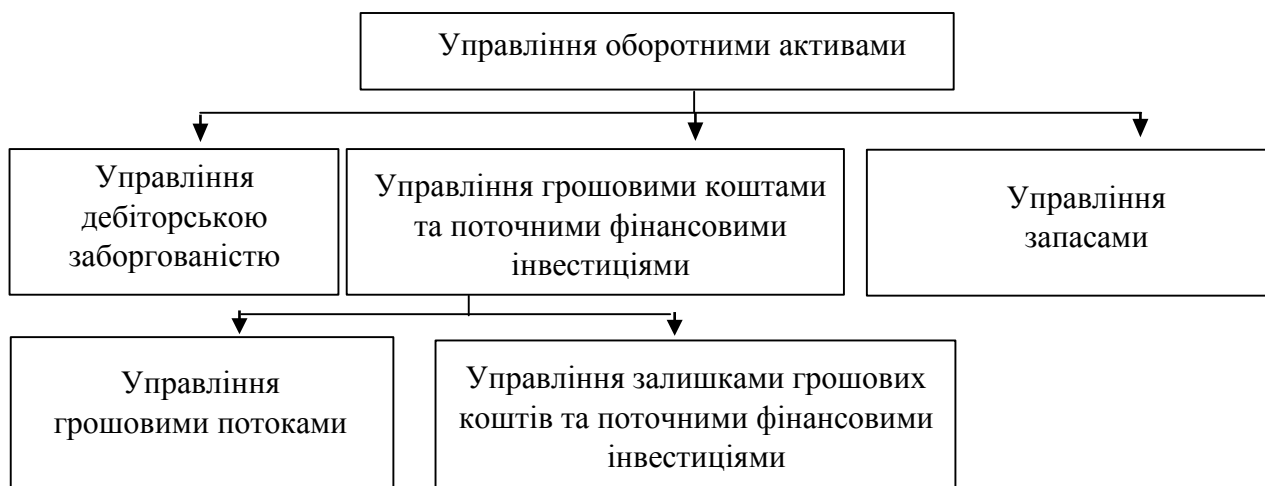 Управління оборотними активами
Управління
дебіторською
заборгованістю
Управління грошовими коштами
та поточними фінансовими
інвестиціями
Управління
запасами
Управління
грошовими потоками
Управління залишками грошових
коштів та поточними фінансовими
інвестиціями